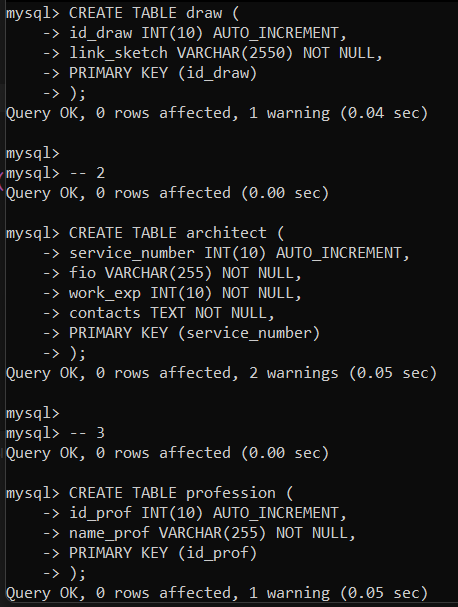 mysql> CREATE TABLE draw (
    -> id_draw INT(10) AUTO_INCREMENT,
    -> link_sketch VARCHAR(2550) NOT NULL,
    -> PRIMARY KEY (id_draw)
    -> );
Query OK, 0 rows affected, 1 warning (0.04 sec)

mysql>
mysql> -- 2
Query OK, 0 rows affected (0.00 sec)

mysql> CREATE TABLE architect (
    -> service_number INT(10) AUTO_INCREMENT,
    -> fio VARCHAR(255) NOT NULL,
    -> work_exp INT(10) NOT NULL,
    -> contacts TEXT NOT NULL,
    -> PRIMARY KEY (service_number)
    -> );
Query OK, 0 rows affected, 2 warnings (0.05 sec)

mysql>
mysql> -- 3
Query OK, 0 rows affected (0.00 sec)

mysql> CREATE TABLE profession (
    -> id_prof INT(10) AUTO_INCREMENT,
    -> name_prof VARCHAR(255) NOT NULL,
    -> PRIMARY KEY (id_prof)
    -> );
Query OK, 0 rows affected, 1 warning (0.05 sec)